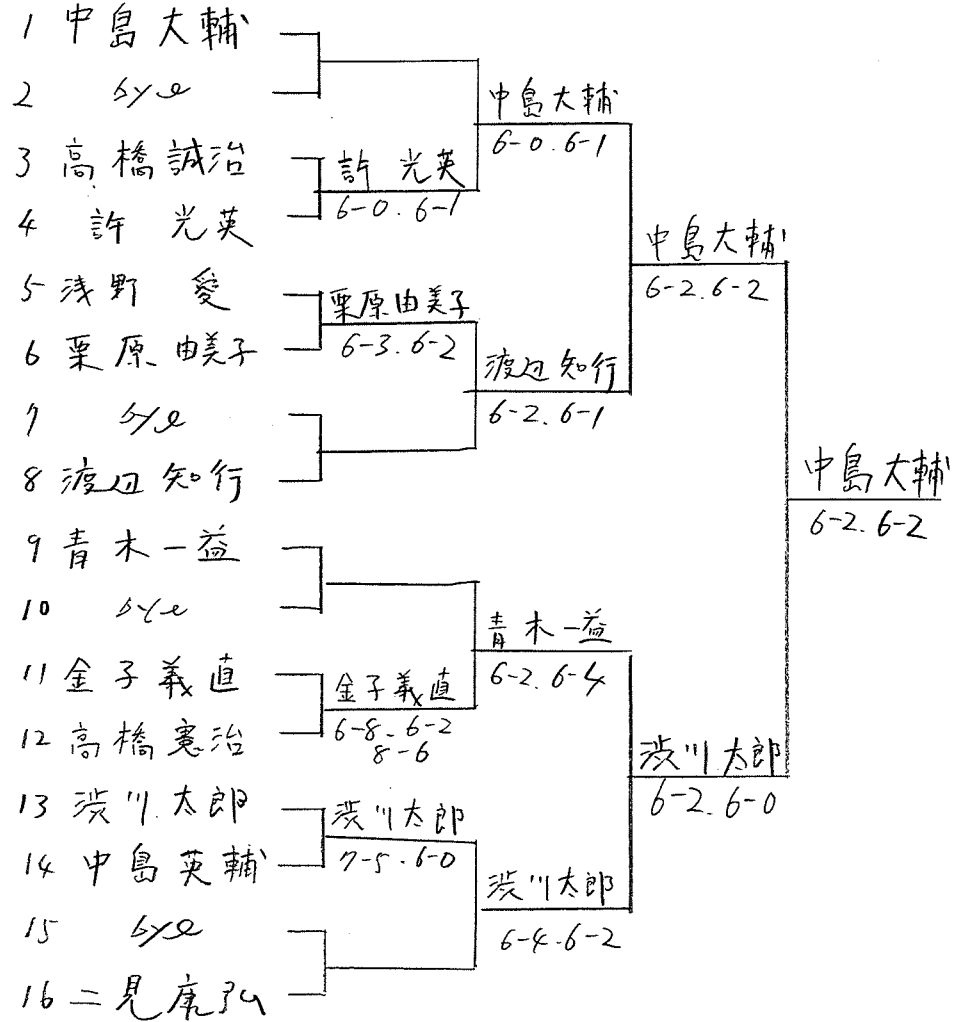 1 中島大輔
2 bye
3 高橋誠治
4 許 光英
5 浅野 愛
6 栗原由美子
7 bye
8 渡辺知行
9 青木一益
10 bye
11 金子義直
12 高橋憲治
13 渋川太郎
14 中島英輔
15 bye
16 二見康弘
許 光英
6-0.6-1
栗原由美子
6-3.6-2
金子義直
6-8.6-2
8-6
渋川太郎
7-5.6-0
中島大輔
6-0.6-1
渡辺知行
6-2.6-1
青木一益
6-2.6-4
渋川太郎
6-4.6-2
中島大輔
6-2.6-2
渋川太郎
6-2.6-0
中島大輔
6-2.6-2